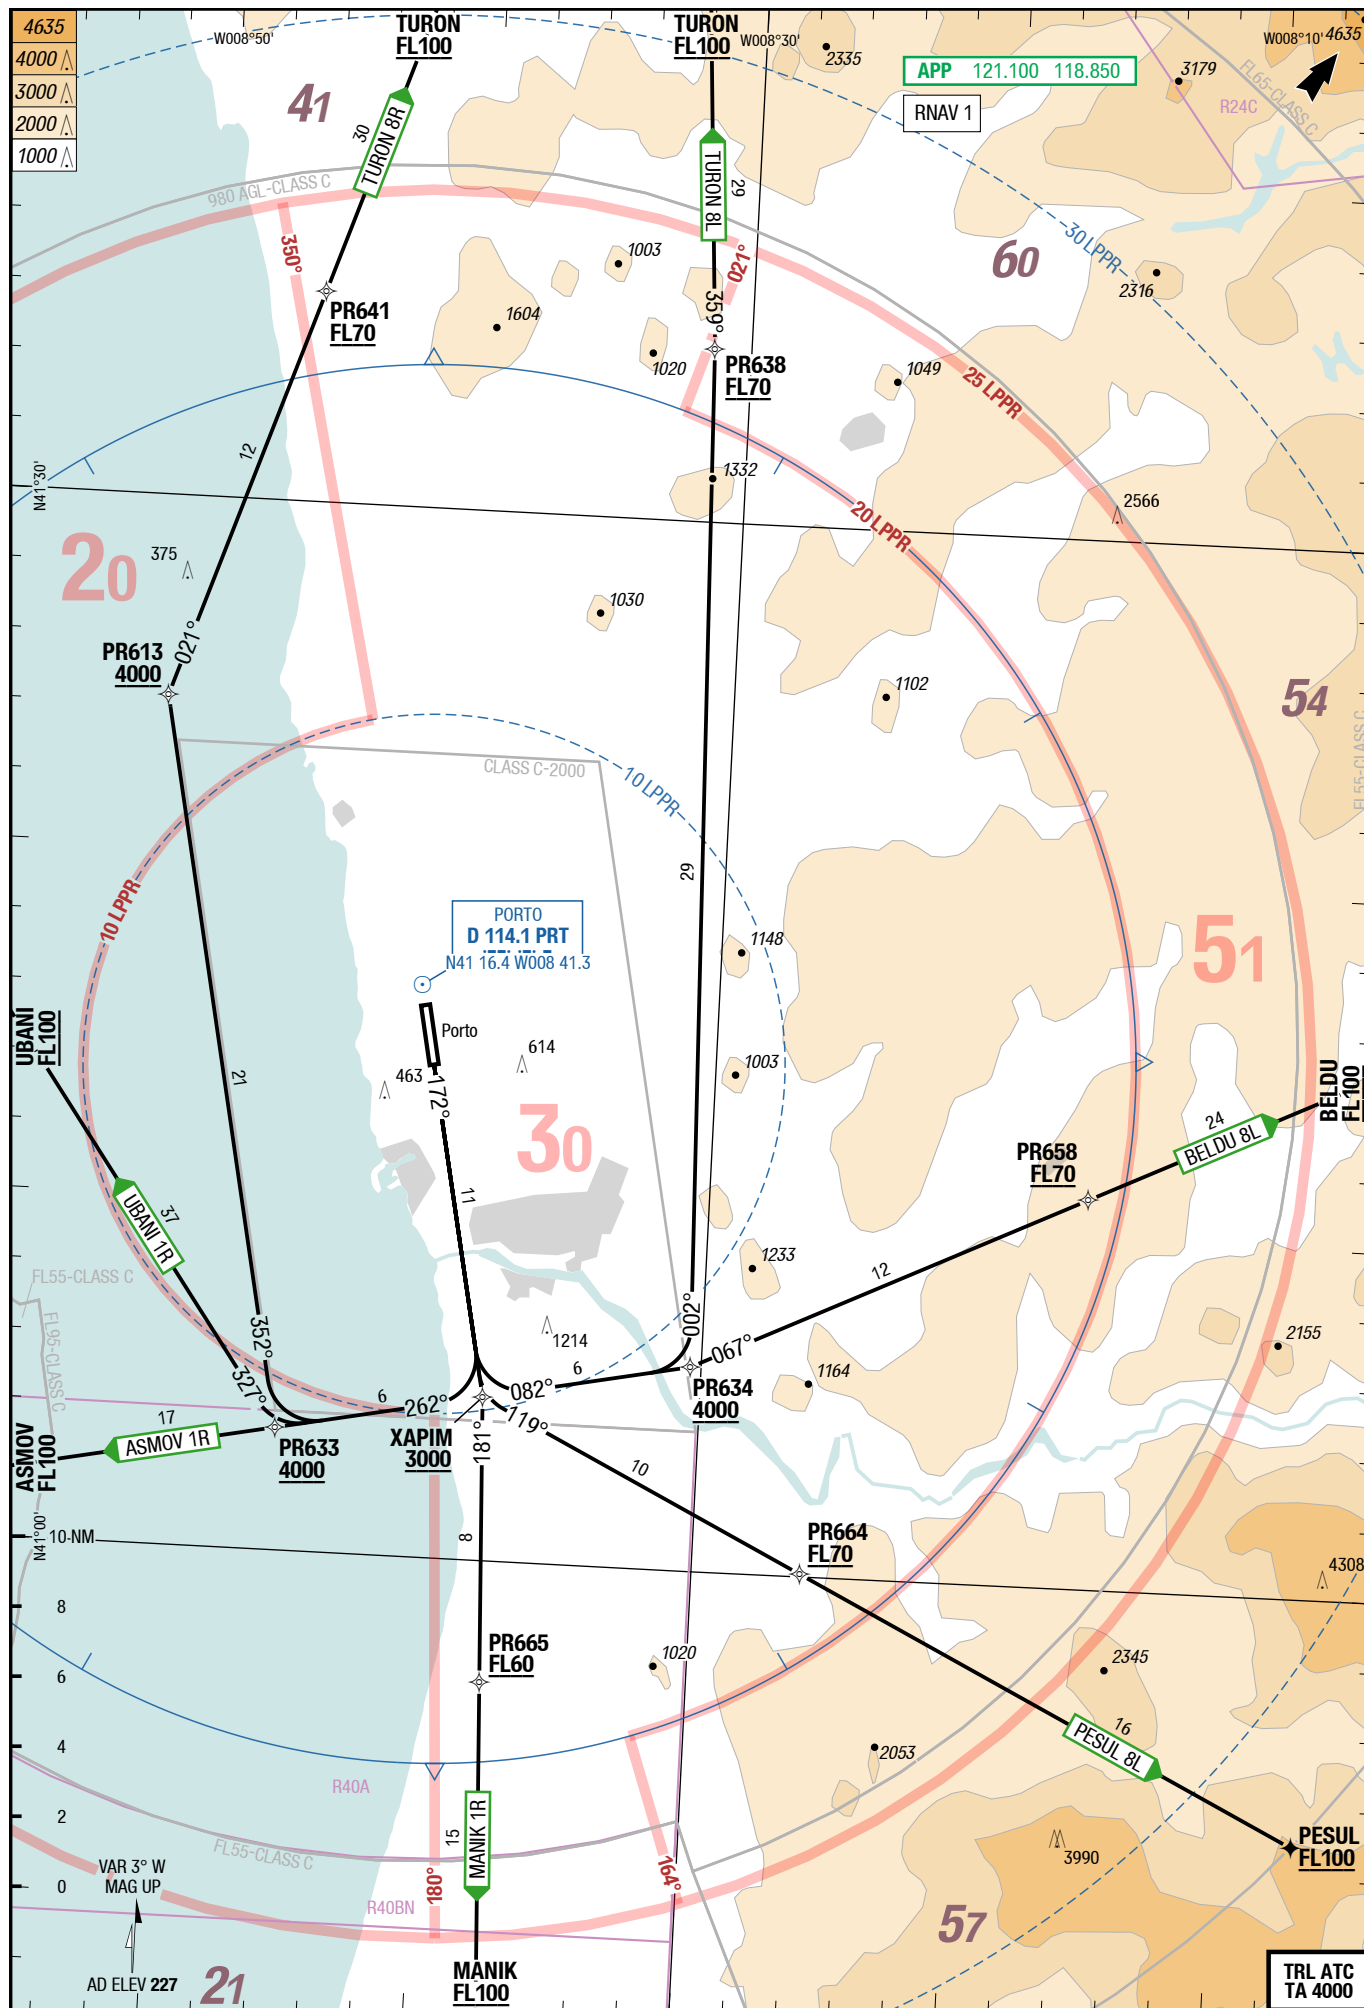 4635
4000
3000
2000
1000
W008°50'
TURON
FL100
TURON
FL100
W008°30'
2335
APP 121.100 118.850
RNAV 1
3179
W008°10'
4635
FL65-CLASS C
R24C
41
30
TURON 8R
980 AGL-CLASS C
TURON 8L
29
350°
1003
021°
60
30 LPPR
2316
359°
PR641
FL70
1604
1020
PR638
FL70
1049
25 LPPR
12
N41°30'
1332
20 LPPR
2566
20
375
1030
021°
PR613
4000
1102
54
CLASS C-2000
10 LPPR
FL55-CLASS C
29
10 LPPR
PORTO
D 114.1 PRT
N41 16.4 W008 41.3
1148
51
UBANI
FL100
Porto
21
614
463
172°
1003
30
BELDU
FL100
24
BELDU 8L
PR658
FL70
11
37
UBANI 1R
1233
12
FL55-CLASS C
FL95-CLASS C
352°
1214
002°
067°
2155
327°
6
262°
082°
6
1164
PR634
4000
17
ASMOV 1R
ASMOV
FL100
PR633
4000
XAPIM
3000
119°
181°
10
N41°00'
10-NM
8
PR664
FL70
4308
8
6
4
2
0
PR665
FL60
1020
2345
16
PESUL 8L
2053
R40A
15
MANIK 1R
FL55-CLASS C
180°
164°
PESUL
FL100
3990
VAR 3° W
MAG UP
R40BN
57
AD ELEV 227
21
MANIK
FL100
TRL ATC
TA 4000